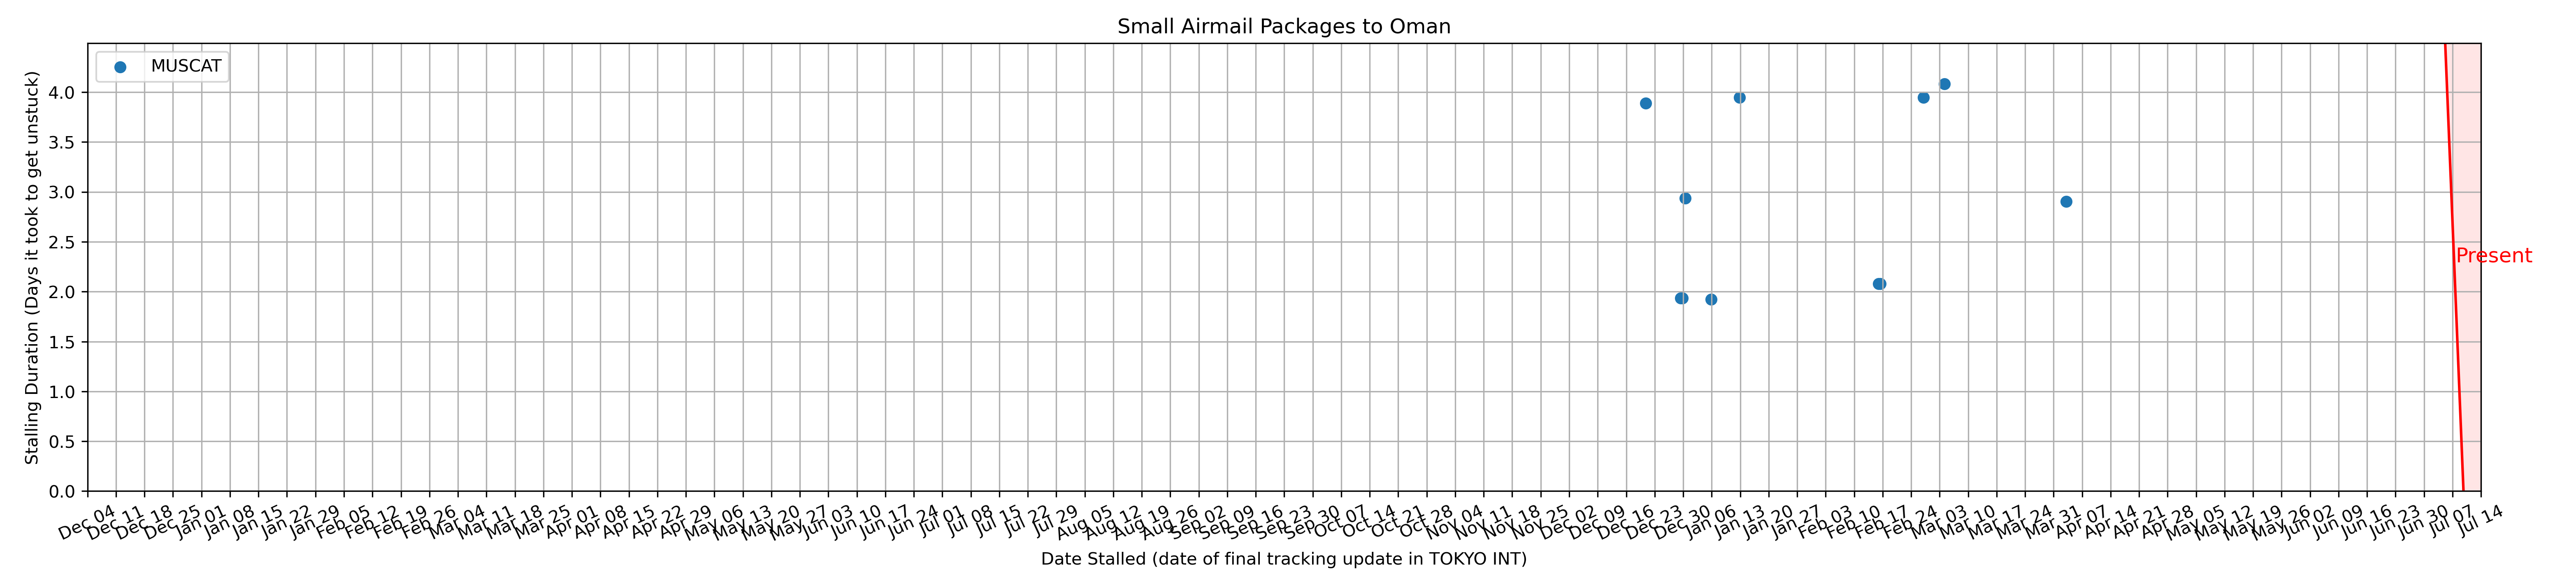 Small Airmail Packages to Oman
MUSCAT
Stalling Duration (Days it took to get unstuck)
4.0
3.5
3.0
2.5
2.0
1.5
1.0
0.5
0.0
Present
Dec 04 Dec 11 Dec 18 Dec 25 Jan 01 Jan 08 Jan 15 Jan 22 Jan 29 Feb 05 Feb 12 Feb 19 Feb 26 Mar 04 Mar 11 Mar 18 Mar 25 Apr 01 Apr 08 Apr 15 Apr 22 Apr 29 May 06 May 13 May 20 May 27 Jun 03 Jun 10 Jun 17 Jun 24 Jul 01 Jul 08 Jul 15 Jul 22 Jul 29 Aug 05 Aug 12 Aug 19 Aug 26 Sep 02 Sep 09 Sep 16 Sep 23 Sep 30 Oct 07 Oct 14 Oct 21 Oct 28 Nov 04 Nov 11 Nov 18 Nov 25 Dec 02 Dec 09 Dec 16 Dec 23 Dec 30 Jan 06 Jan 13 Jan 20 Jan 27 Feb 03 Feb 10 Feb 17 Feb 24 Mar 03 Mar 10 Mar 17 Mar 24 Mar 31 Apr 07 Apr 14 Apr 21 Apr 28 May 05 May 12 May 19 May 26 Jun 02 Jun 09 Jun 16 Jun 23 Jun 30 Jul 07 Jul 14
Date Stalled (date of final tracking update in TOKYO INT)